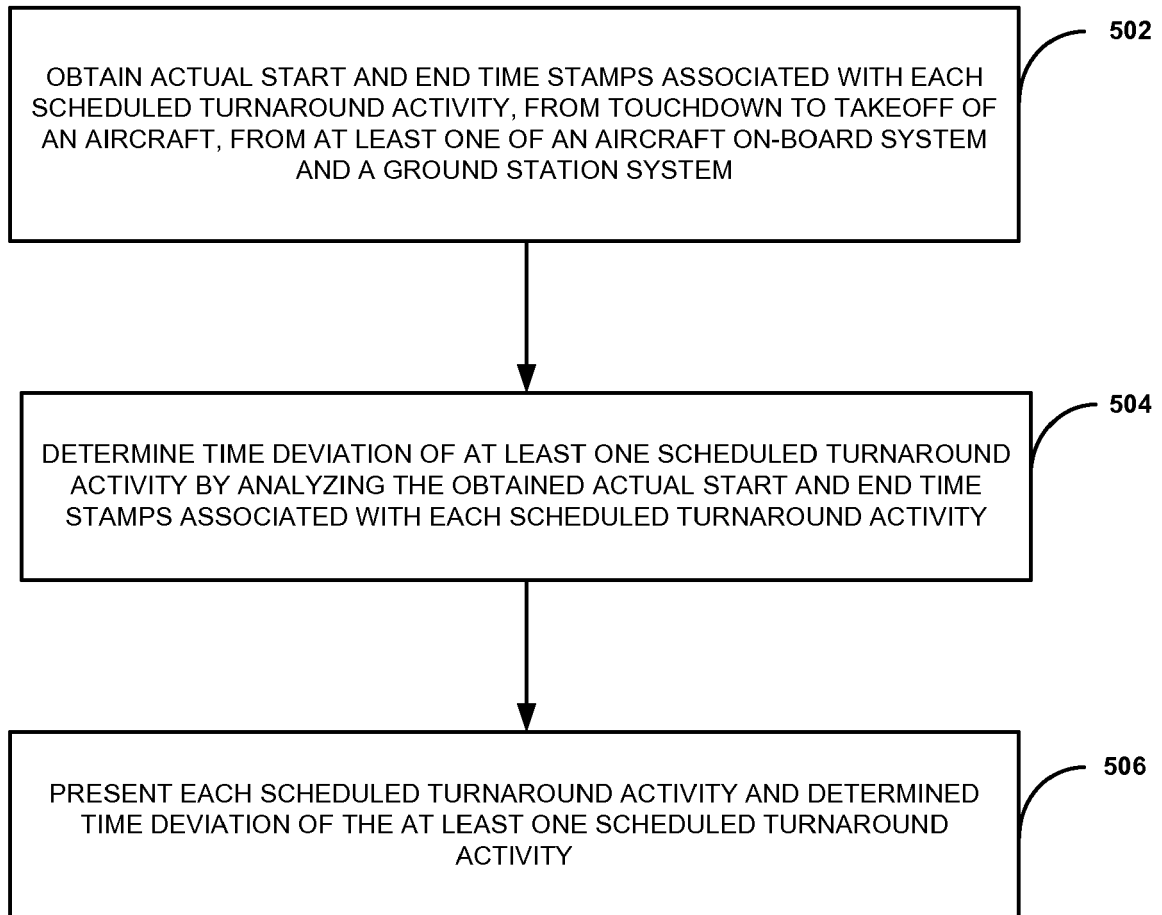 502
OBTAIN ACTUAL START AND END TIME STAMPS ASSOCIATED WITH EACH
SCHEDULED TURNAROUND ACTIVITY, FROM TOUCHDOWN TO TAKEOFF OF
AN AIRCRAFT, FROM AT LEAST ONE OF AN AIRCRAFT ON-BOARD SYSTEM
AND A GROUND STATION SYSTEM
504
DETERMINE TIME DEVIATION OF AT LEAST ONE SCHEDULED TURNAROUND
ACTIVITY BY ANALYZING THE OBTAINED ACTUAL START AND END TIME
STAMPS ASSOCIATED WITH EACH SCHEDULED TURNAROUND ACTIVITY
506
PRESENT EACH SCHEDULED TURNAROUND ACTIVITY AND DETERMINED
TIME DEVIATION OF THE AT LEAST ONE SCHEDULED TURNAROUND
ACTIVITY